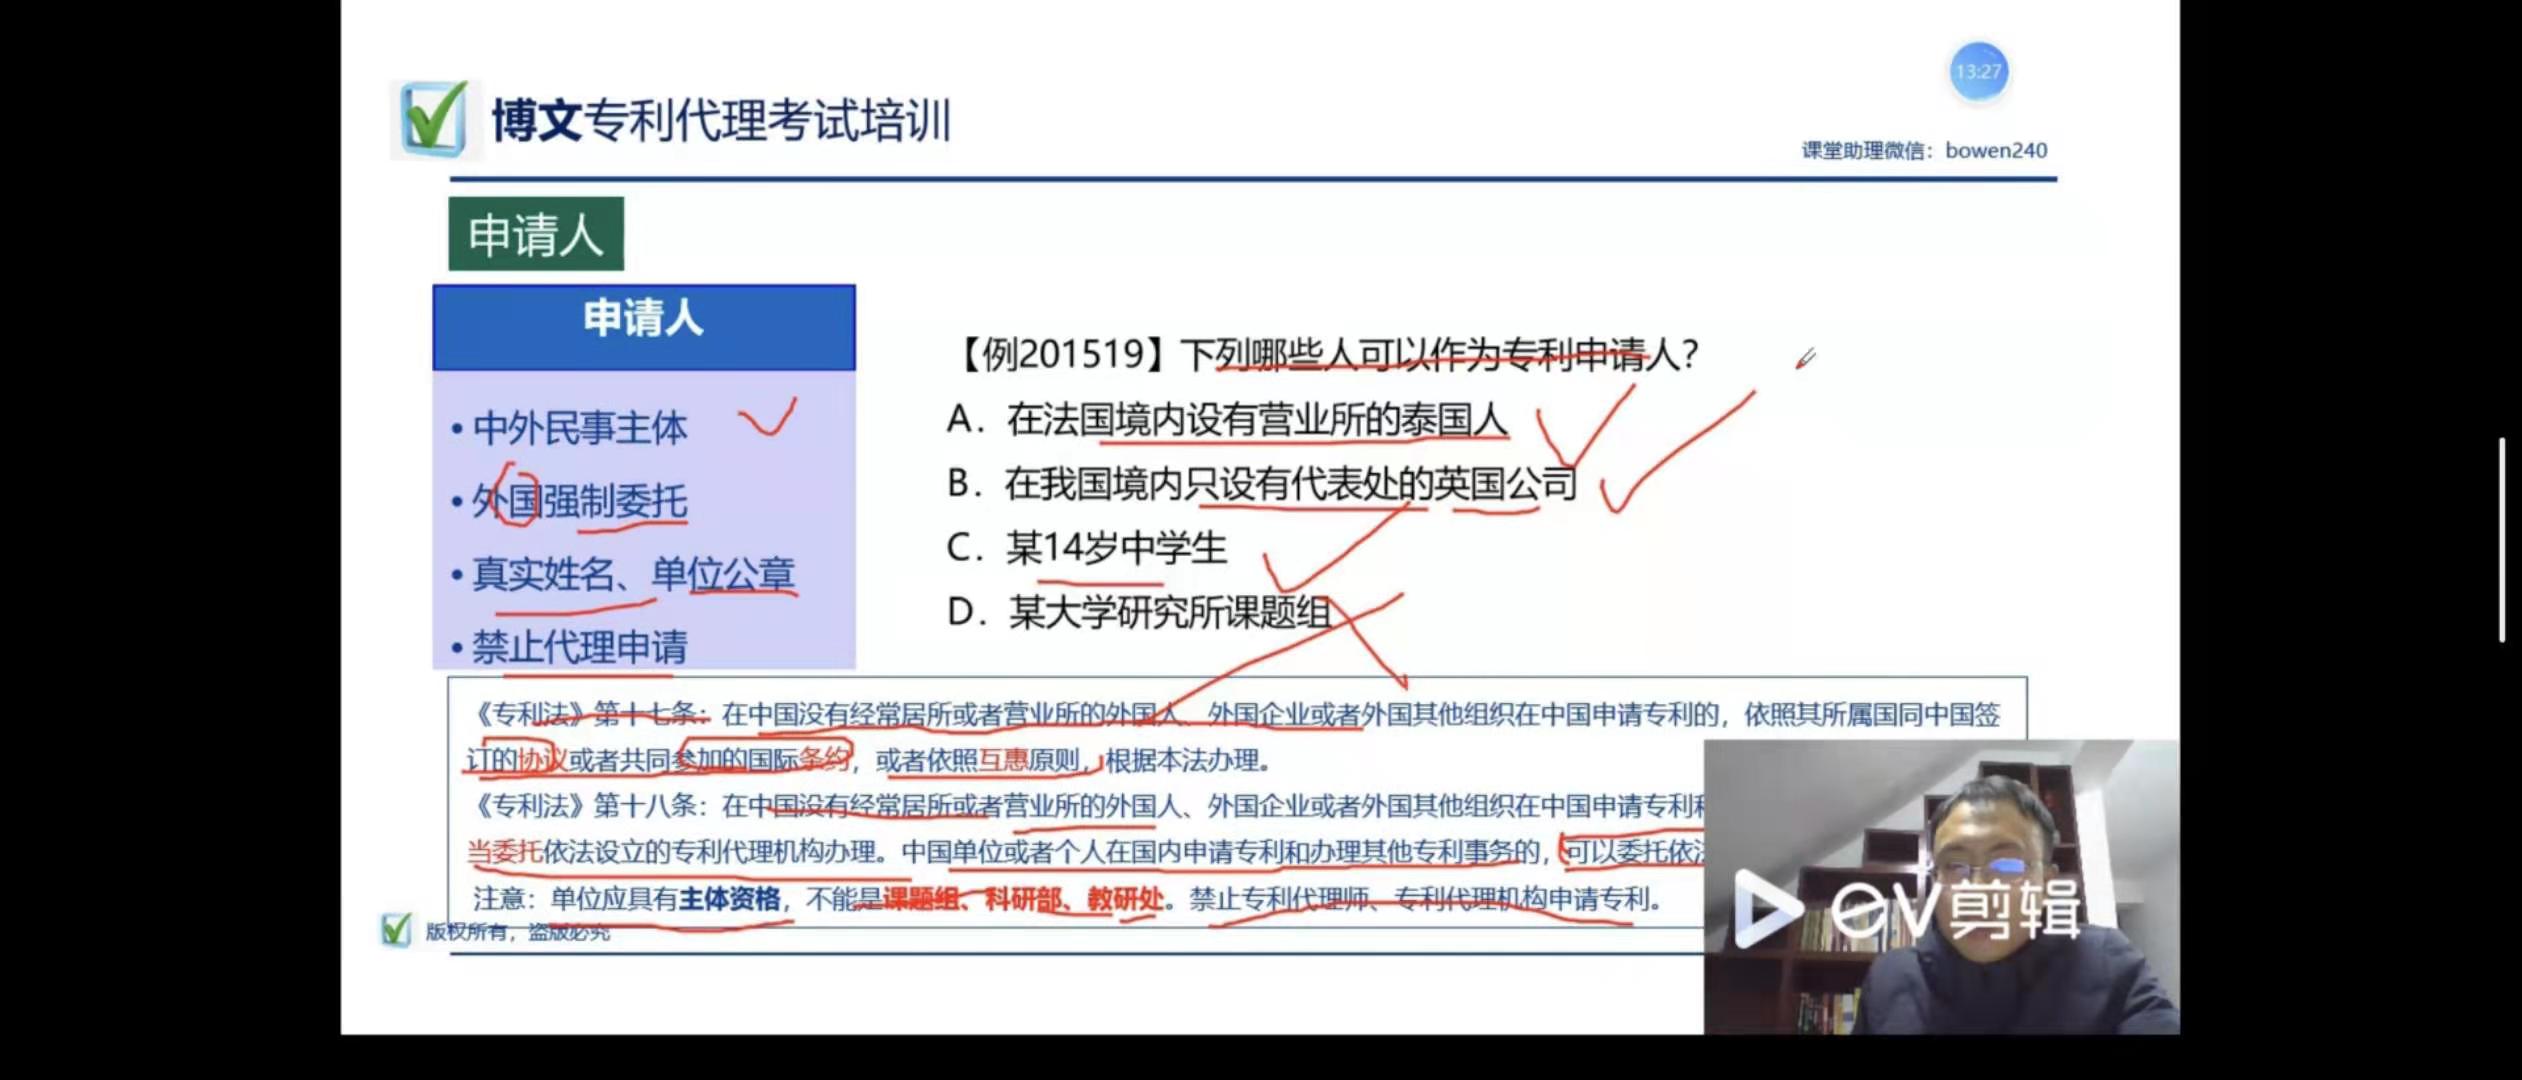 13:27
博文专利代理考试培训
课堂助理微信：bowen240
申请人
申请人
• 中外民事主体
• 外国强制委托
• 真实姓名、单位公章
• 禁止代理申请
【例201519】下列哪些人可以作为专利申请人？
A．在法国境内设有营业所的泰国人
B．在我国境内只设有代表处的英国公司
C．某14岁中学生
D．某大学研究所课题组
《专利法》第十七条：在中国没有经常居所或者营业所的外国人、外国企业或者外国其他组织在中国申请专利的，依照其所属国同中国签
订的协议或者共同参加的国际条约，或者依照互惠原则，根据本法办理。
《专利法》第十八条：在中国没有经常居所或者营业所的外国人、外国企业或者外国其他组织在中国申请专利
当委托依法设立的专利代理机构办理。中国单位或者个人在国内申请专利和办理其他专利事务的，可以委托依
注意：单位应具有主体资格，不能是课题组、科研部、教研处。禁止专利代理师、专利代理机构申请专利。
版权所有，盗版必究
EV剪辑